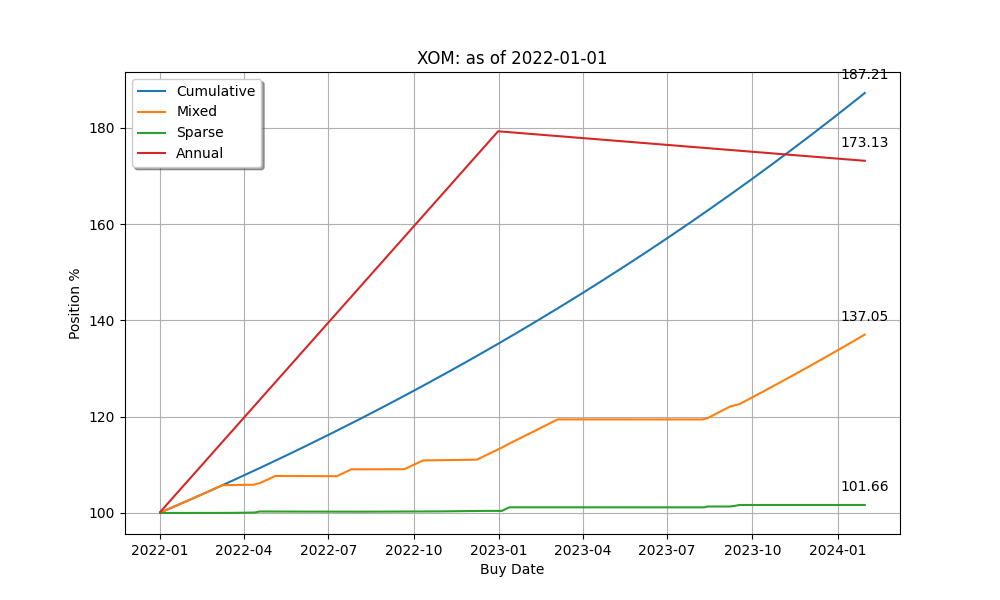 XOM: as of 2022-01-01
187.21
Cumulative
Mixed
Sparse
Annual
173.13
137.05
101.66
180
160
140
120
100
Position %
2022-01 2022-04 2022-07 2022-10 2023-01 2023-04 2023-07 2023-10 2024-01
Buy Date